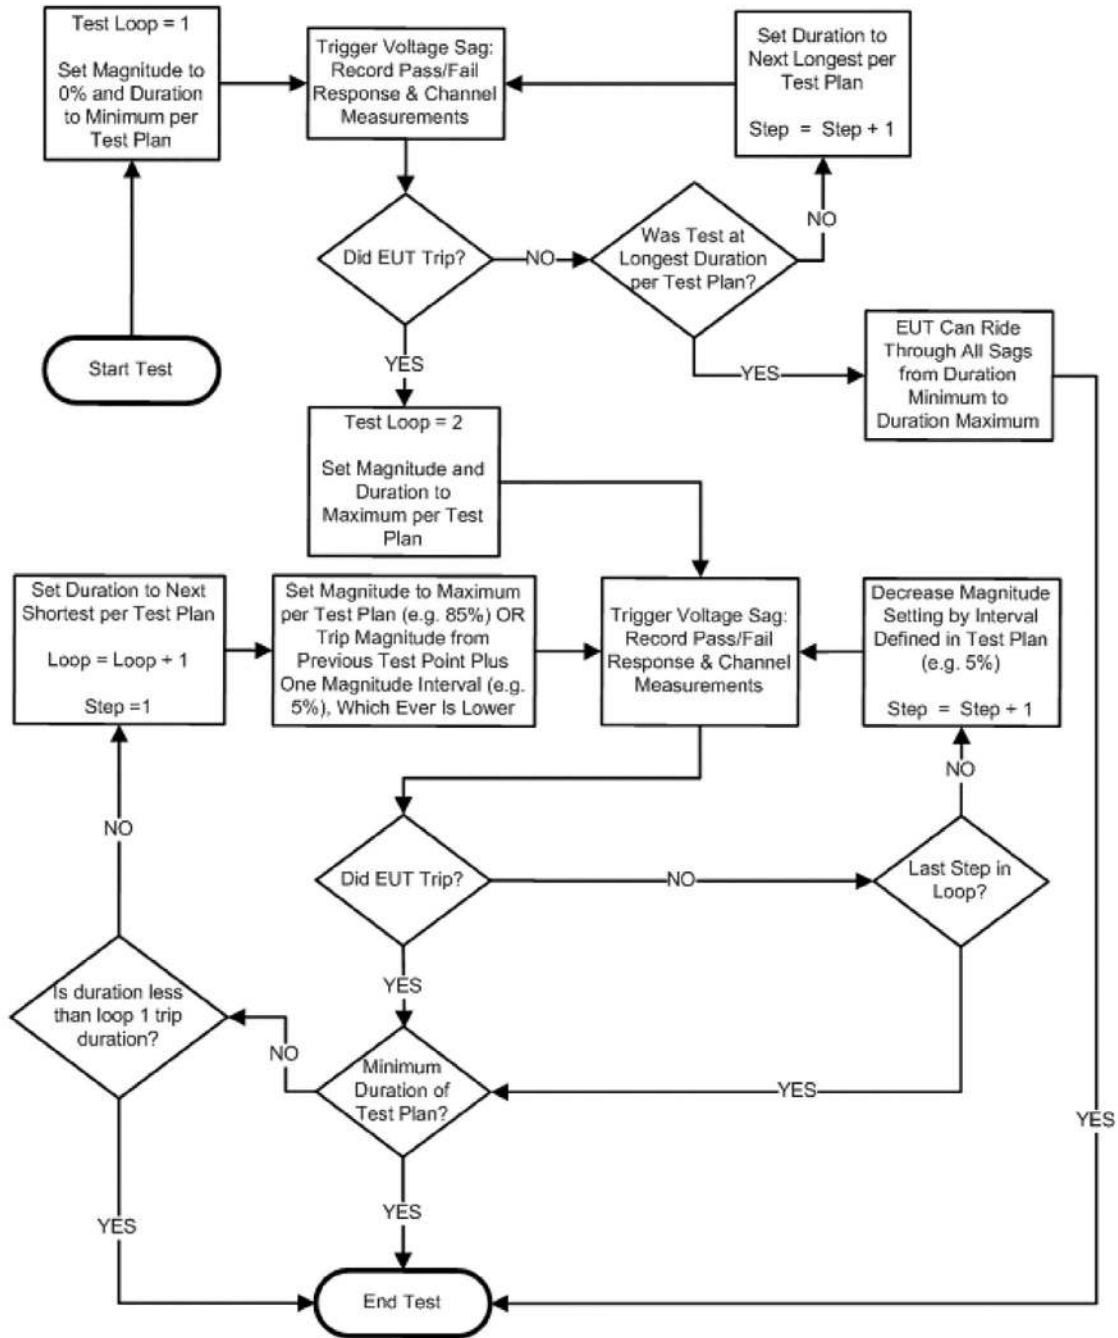 Test Loop = 1
Set Magnitude to
0% and Duration
to Minimum per
Test Plan
Trigger Voltage Sag:
Record Pass/Fail
Response & Channel
Measurements
Set Duration to
Next Longest per
Test Plan
Step = Step + 1
NO
Did EUT Trip?
NO
Was Test at
Longest Duration
per Test Plan?
Start Test
YES
YES
EUT Can Ride
Through All Sags
from Duration
Minimum to
Duration Maximum
Test Loop = 2
Set Magnitude and
Duration to
Maximum per Test
Plan
Set Duration to Next
Shortest per Test Plan
Loop = Loop + 1
Step =1
Set Magnitude to Maximum
per Test Plan (e.g. 85%) OR
Trip Magnitude from
Previous Test Point Plus
One Magnitude Interval (e.g.
5%), Which Ever Is Lower
Trigger Voltage Sag:
Record Pass/Fail
Response & Channel
Measurements
Decrease Magnitude
Setting by Interval
Defined in Test Plan
(e.g. 5%)
Step = Step + 1
NO
NO
Did EUT Trip?
NO
Last Step in
Loop?
YES
Is duration less
than loop 1 trip
duration?
NO
Minimum
Duration of
Test Plan?
YES
YES
YES
YES
End Test